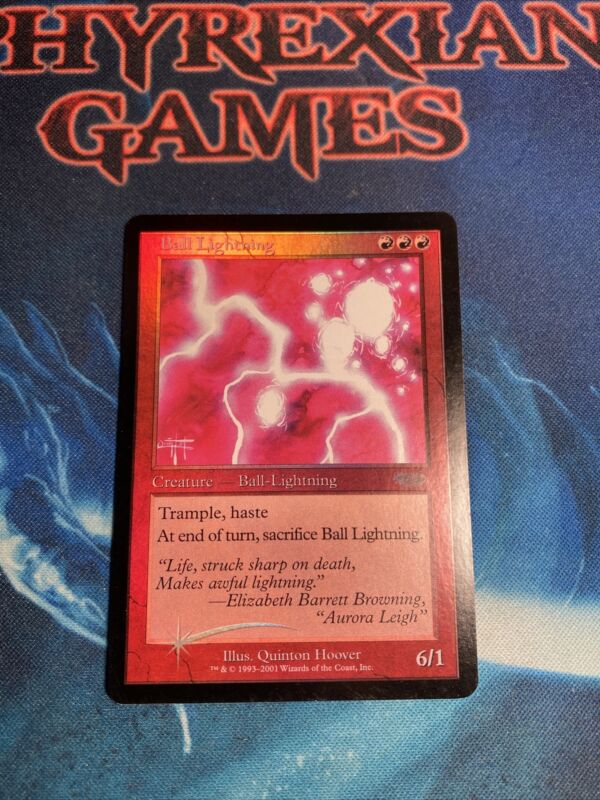 PHYREXIAN
GAMES
Ball Lightning
Creature — Ball-Lightning
Trample, haste
At end of turn, sacrifice Ball Lightning.
“Life, struck sharp on death,
Makes awful lightning.”
—Elizabeth Barrett Browning,
“Aurora Leigh”
Illus. Quinton Hoover
™ & © 1993–2001 Wizards of the Coast, Inc.
6/1